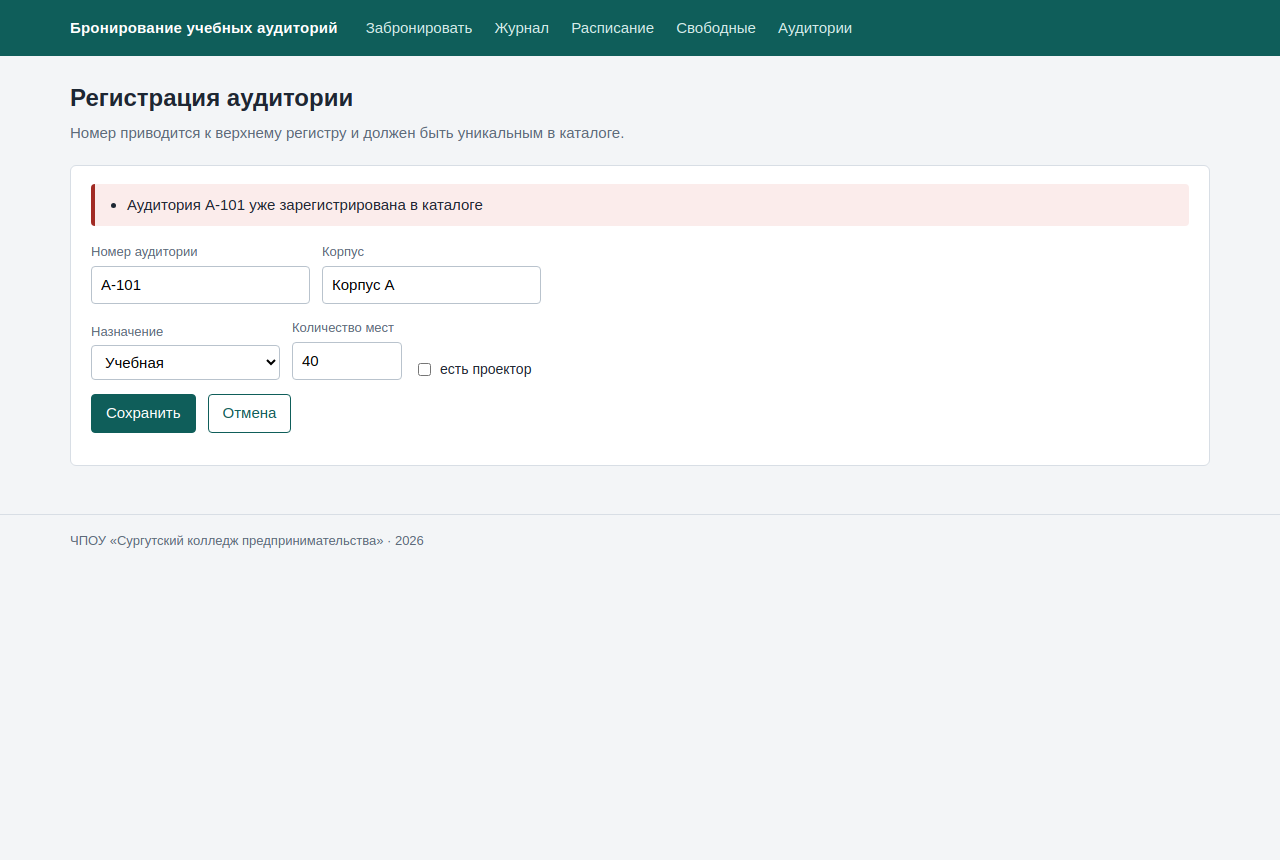 Бронирование учебных аудиторий Забронировать Журнал Расписание Свободные Аудитории
Регистрация аудитории
Номер приводится к верхнему регистру и должен быть уникальным в каталоге.
• Аудитория А-101 уже зарегистрирована в каталоге
Номер аудитории Корпус
А-101 Корпус А
Назначение Количество мест
Учебная 40 есть проектор
Сохранить Отмена
ЧПОУ «Сургутский колледж предпринимательства» · 2026